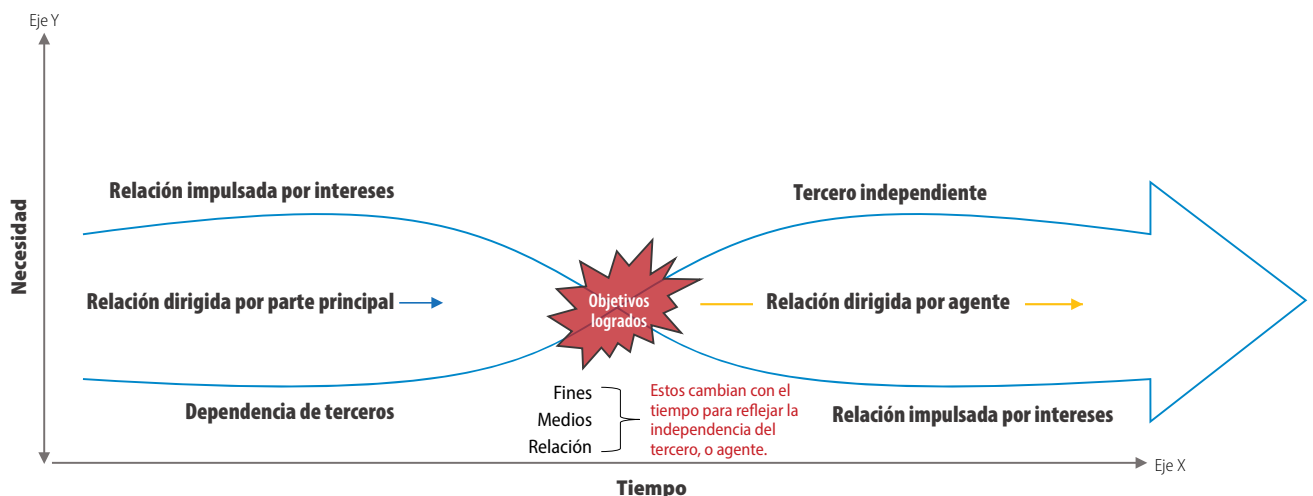 Eje Y
Necesidad
Relación impulsada por intereses
Tercero independiente
Relación dirigida por parte principal
Objetivos
logrados
Relación dirigida por agente
Dependencia de terceros
Fines
Medios
Relación
Estos cambian con el
tiempo para reflejar la
independencia del
tercero, o agente.
Relación impulsada por intereses
Eje X
Tiempo